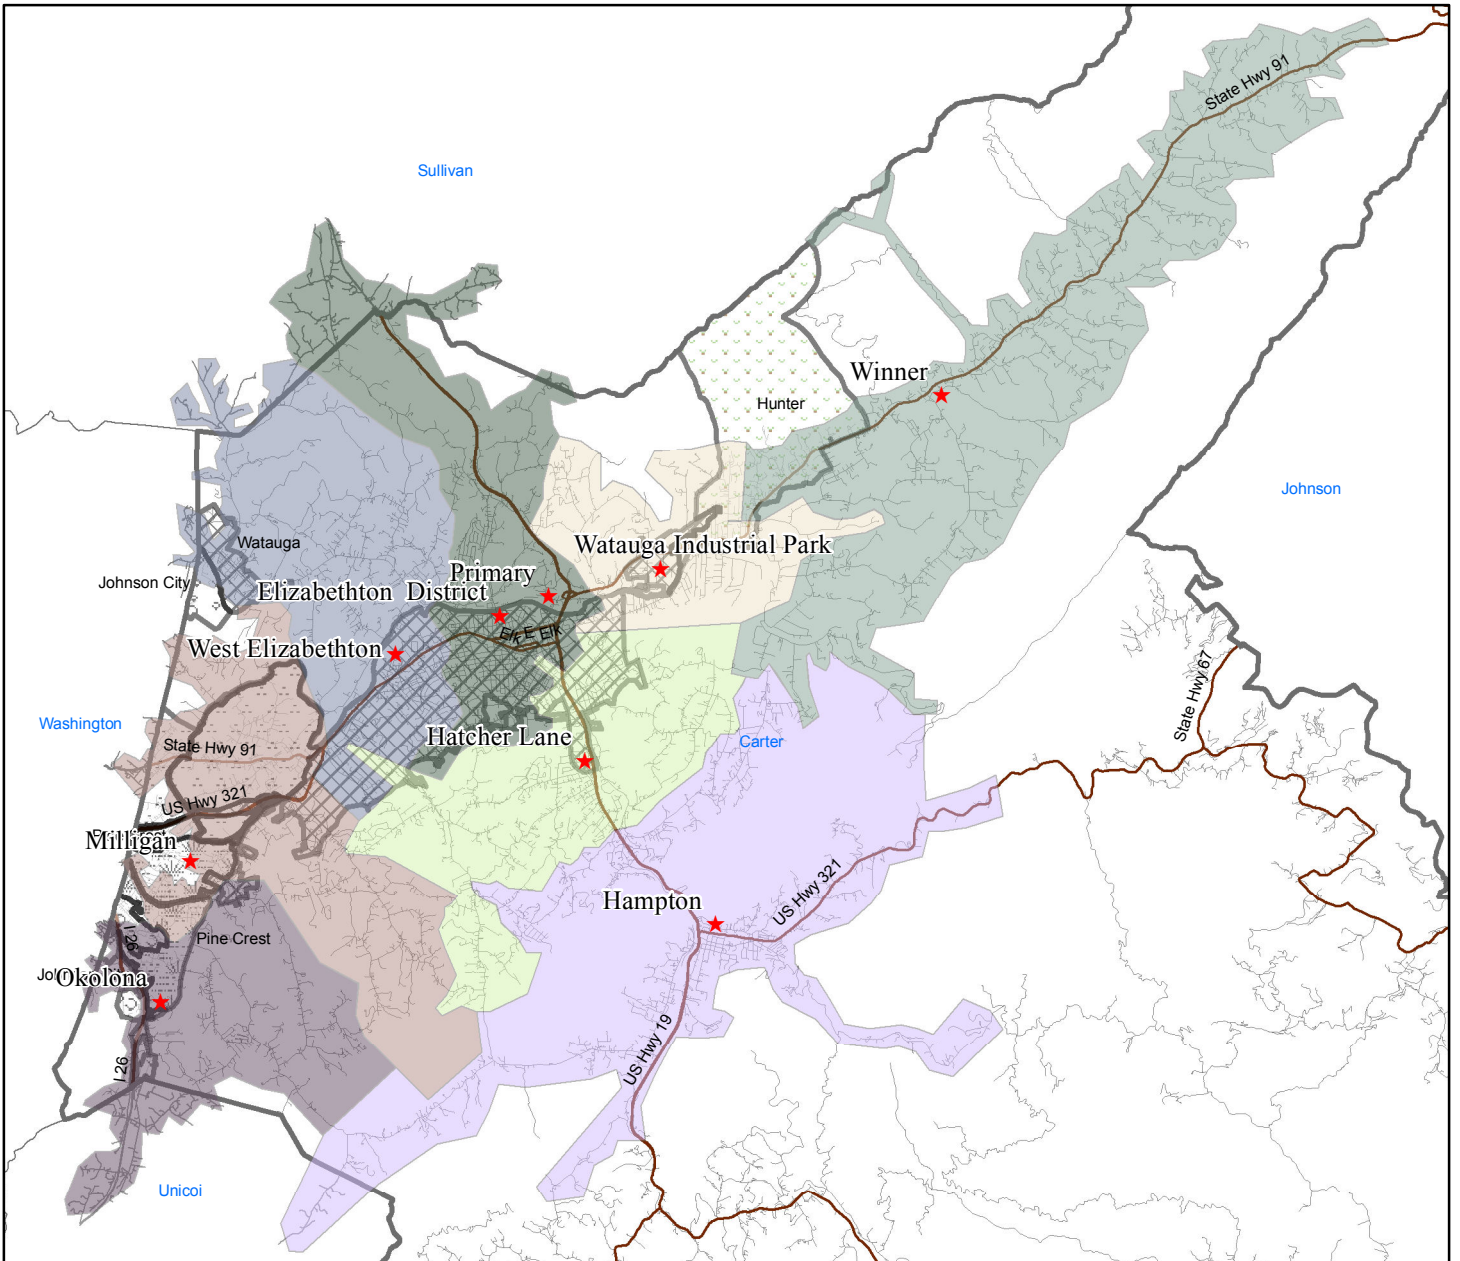 State Hwy 91
Sullivan
Winner
Hunter
Johnson
Watauga
Watauga Industrial Park
Johnson City
Primary
Elizabethton District
Elk E Elk
West Elizabethton
State Hwy 67
Washington
Hatcher Lane
Carter
State Hwy 91
US Hwy 321
Milligan
US Hwy 321
Hampton
I 26
Pine Crest
Okolona
US Hwy 19
I 26
Unicoi